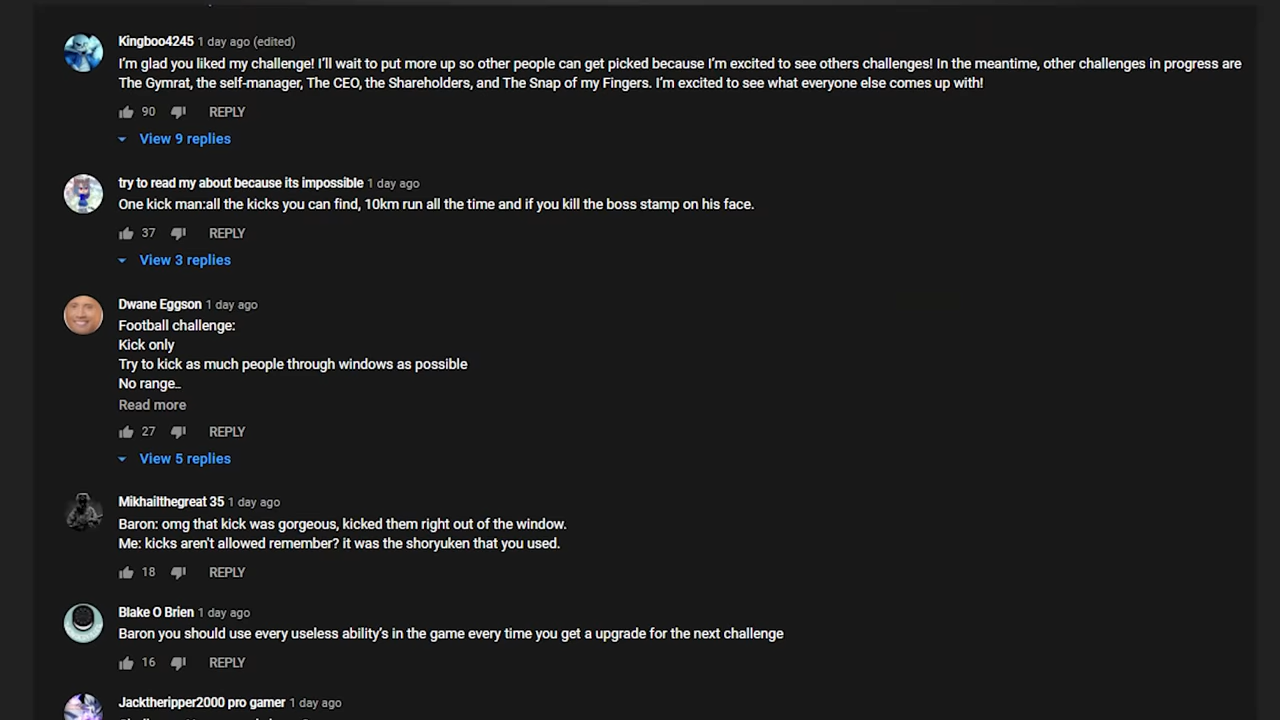 Kingboo4245 1 day ago (edited)
I'm glad you liked my challenge! I'll wait to put more up so other people can get picked because I'm excited to see others challenges! In the meantime, other challenges in progress are
The Gymrat, the self-manager, The CEO, the Shareholders, and The Snap of my Fingers. I'm excited to see what everyone else comes up with!
90 REPLY
View 9 replies
try to read my about because its impossible 1 day ago
One kick man:all the kicks you can find, 10km run all the time and if you kill the boss stamp on his face.
37 REPLY
View 3 replies
Dwane Eggson 1 day ago
Football challenge:
Kick only
Try to kick as much people through windows as possible
No range..
Read more
27 REPLY
View 5 replies
Mikhailthegreat 35 1 day ago
Baron: omg that kick was gorgeous, kicked them right out of the window.
Me: kicks aren't allowed remember? it was the shoryuken that you used.
18 REPLY
Blake O Brien 1 day ago
Baron you should use every useless ability's in the game every time you get a upgrade for the next challenge
16 REPLY
Jacktheripper2000 pro gamer 1 day ago